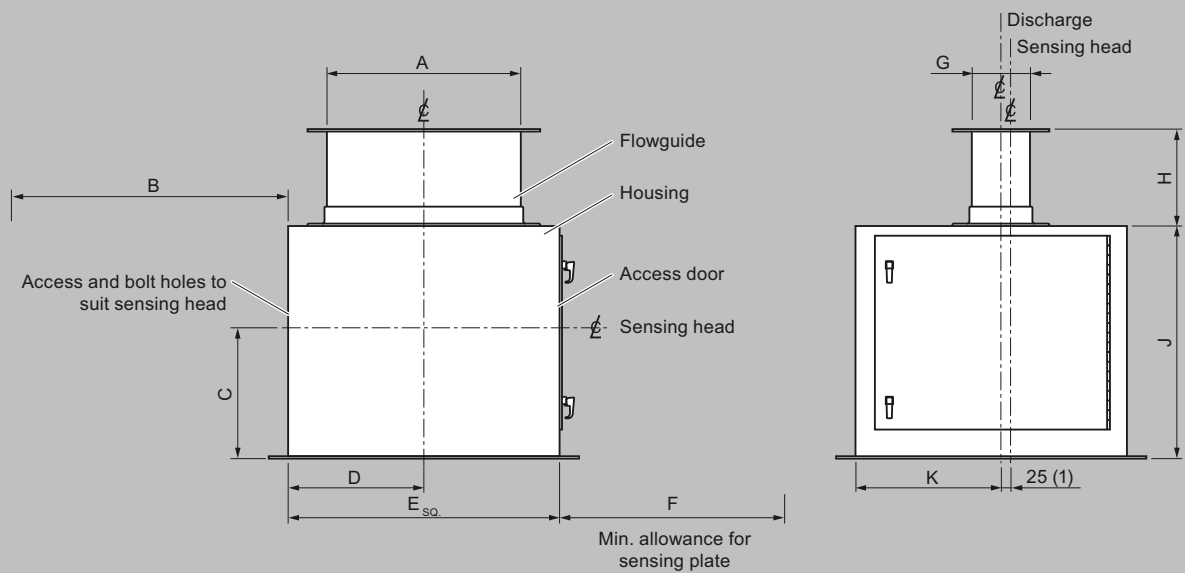 Discharge
Sensing head
A
G
℄
℄
℄
Flowguide
H
B
Housing
Access and bolt holes to
suit sensing head
Access door
℄ Sensing head
C
J
D
K
25 (1)
E SQ.
F
Min. allowance for
sensing plate